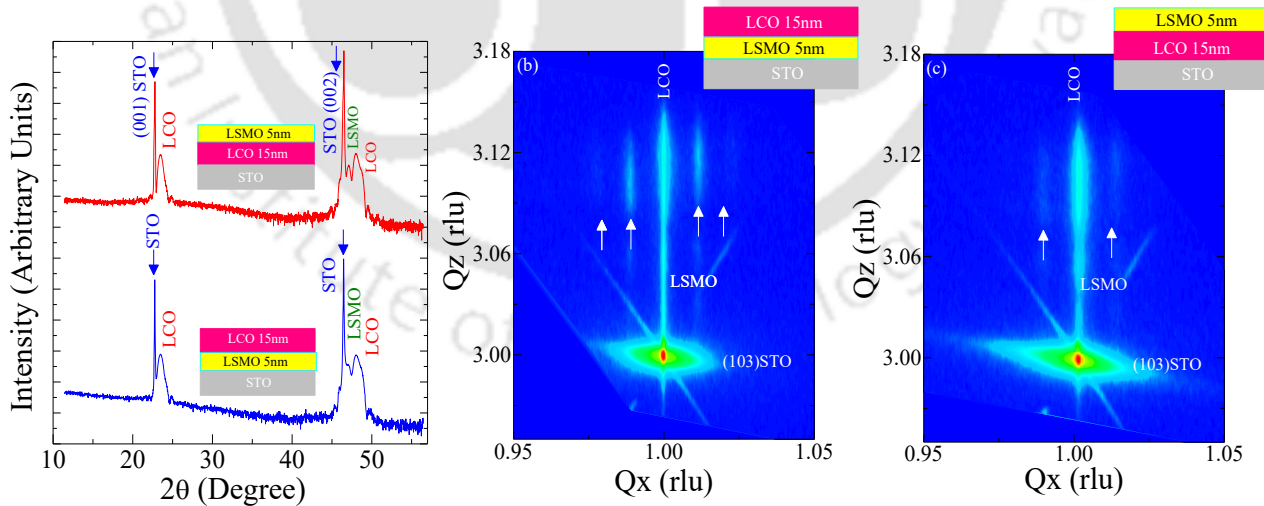 Intensity (Arbitrary Units)
(001) STO
LCO
STO (002)
LSMO
LCO
LSMO 5nm
LCO 15nm
STO
STO
LCO
STO
LSMO
LCO
LCO 15nm
LSMO 5nm
STO
10 20 30 40 50
2θ (Degree)
(b)
LCO 15nm
LSMO 5nm
STO
LCO
LSMO
(103)STO
3.18
3.12
3.06
3.00
Qz (rlu)
0.95 1.00 1.05
Qx (rlu)
(c)
LSMO 5nm
LCO 15nm
STO
LCO
LSMO
(103)STO
3.18
3.12
3.06
3.00
Qz (rlu)
0.95 1.00 1.05
Qx (rlu)